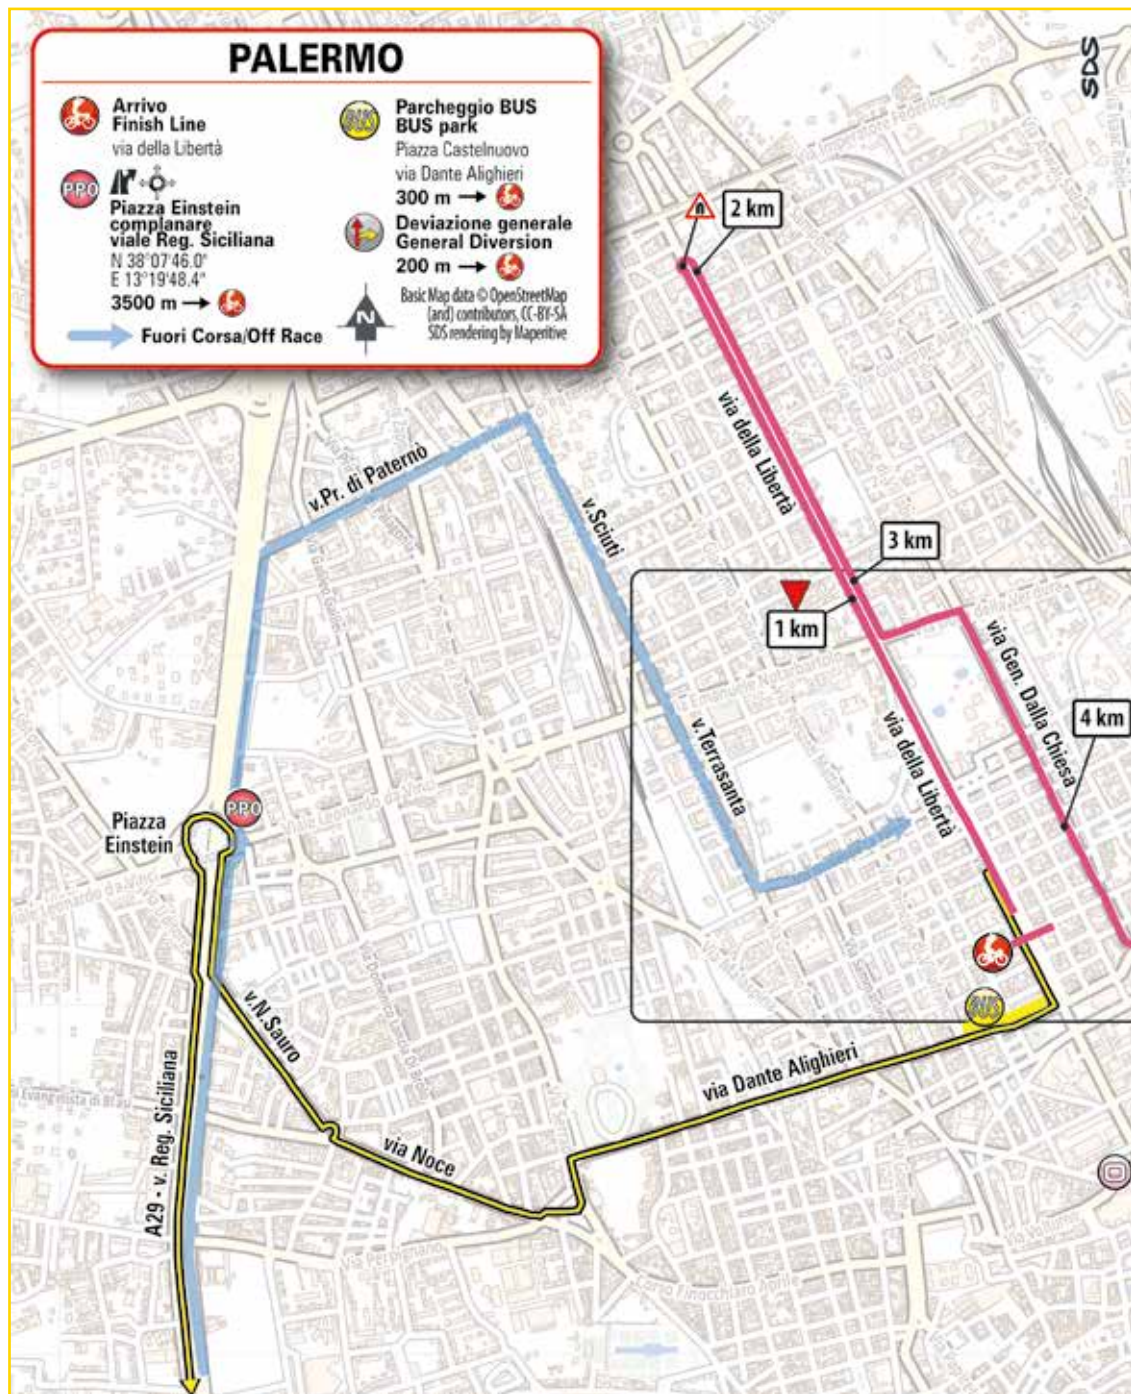 PALERMO
Arrivo
Finish Line
via della Libertà
PPO
Piazza Einstein
complanare
viale Reg. Siciliana
N 38°07'46.0"
E 13°19'48.4"
3500 m
Fuori Corsa/Off Race
BUS
Parcheggio BUS
BUS park
Piazza Castelnuovo
via Dante Alighieri
300 m
Deviazione generale
General Diversion
200 m
N
Basic Map data © OpenStreetMap
(and) contributors, CC-BY-SA
SDS rendering by Maperitive
SDS
2 km
via della Libertà
v.Pr. di Paternò
v.Sciuti
3 km
1 km
via Gen. Dalla Chiesa
4 km
v.Terrasanta
via della Libertà
PPO
Piazza
Einstein
v.N.Sauro
BUS
via Dante Alighieri
A29 - v. Reg. Siciliana
via Noce